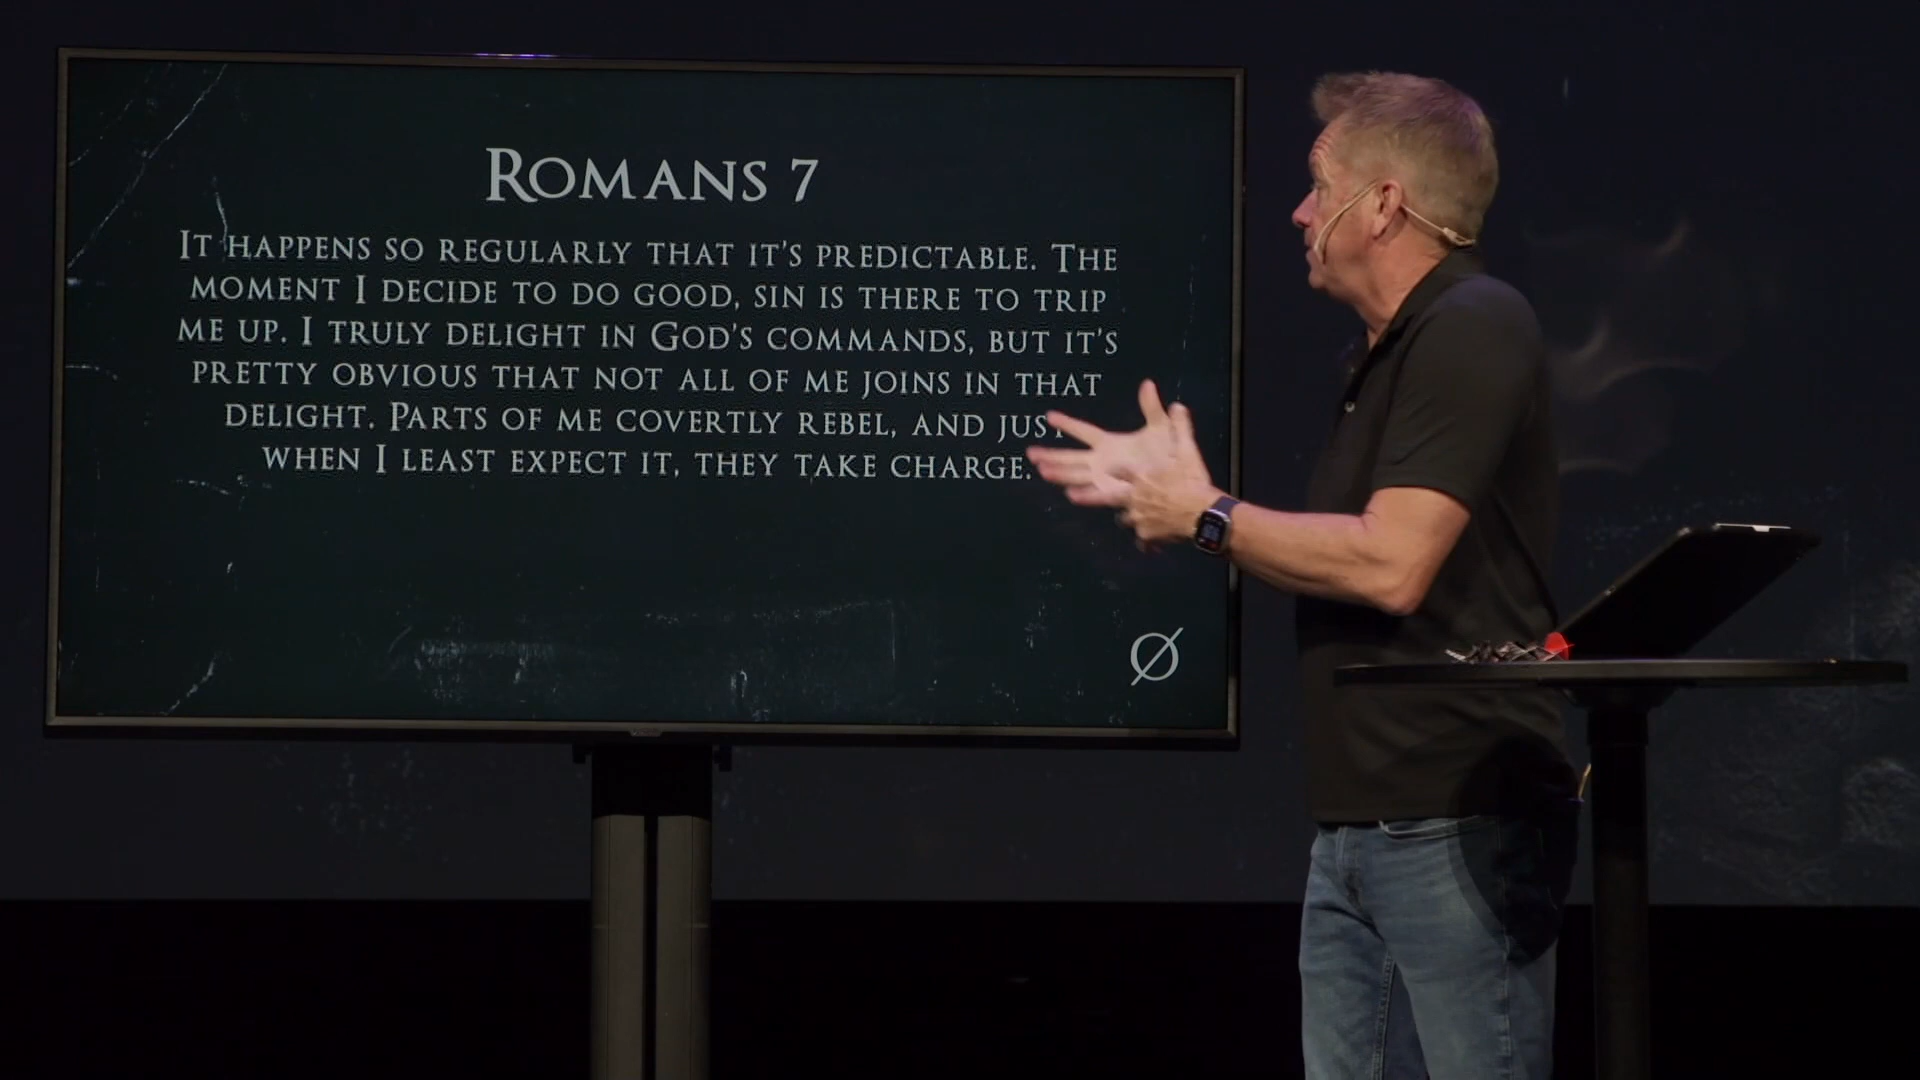 Romans 7
It happens so regularly that it's predictable. The
moment I decide to do good, sin is there to trip
me up. I truly delight in God's commands, but it's
pretty obvious that not all of me joins in that
delight. Parts of me covertly rebel, and just
when I least expect it, they take charge.